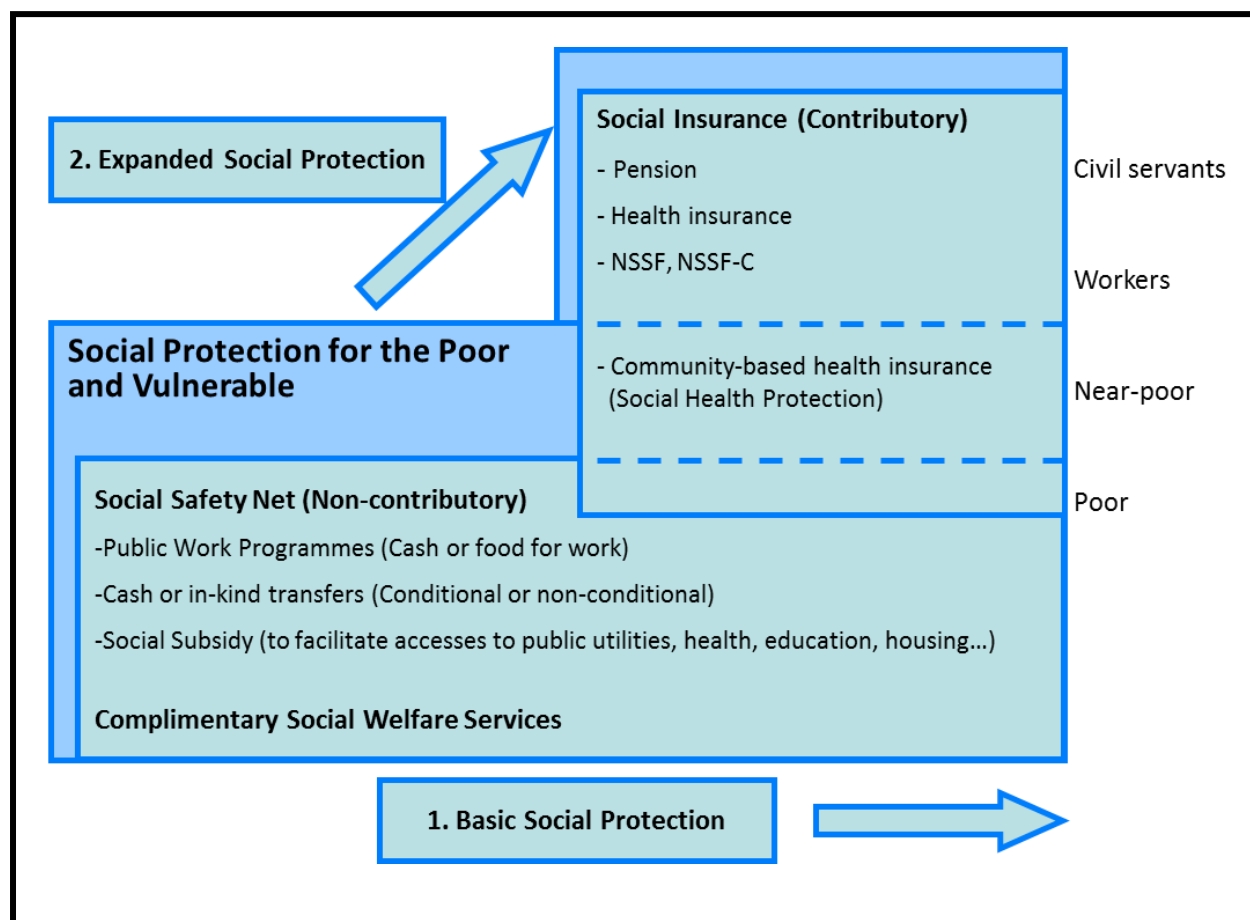 2. Expanded Social Protection
Social Insurance (Contributory)
- Pension
- Health insurance
- NSSF, NSSF-C
- Community-based health insurance
(Social Health Protection)
Civil servants
Workers
Near-poor
Poor
Social Protection for the Poor
and Vulnerable
Social Safety Net (Non-contributory)
-Public Work Programmes (Cash or food for work)
-Cash or in-kind transfers (Conditional or non-conditional)
-Social Subsidy (to facilitate accesses to public utilities, health, education, housing...)
Complimentary Social Welfare Services
1. Basic Social Protection